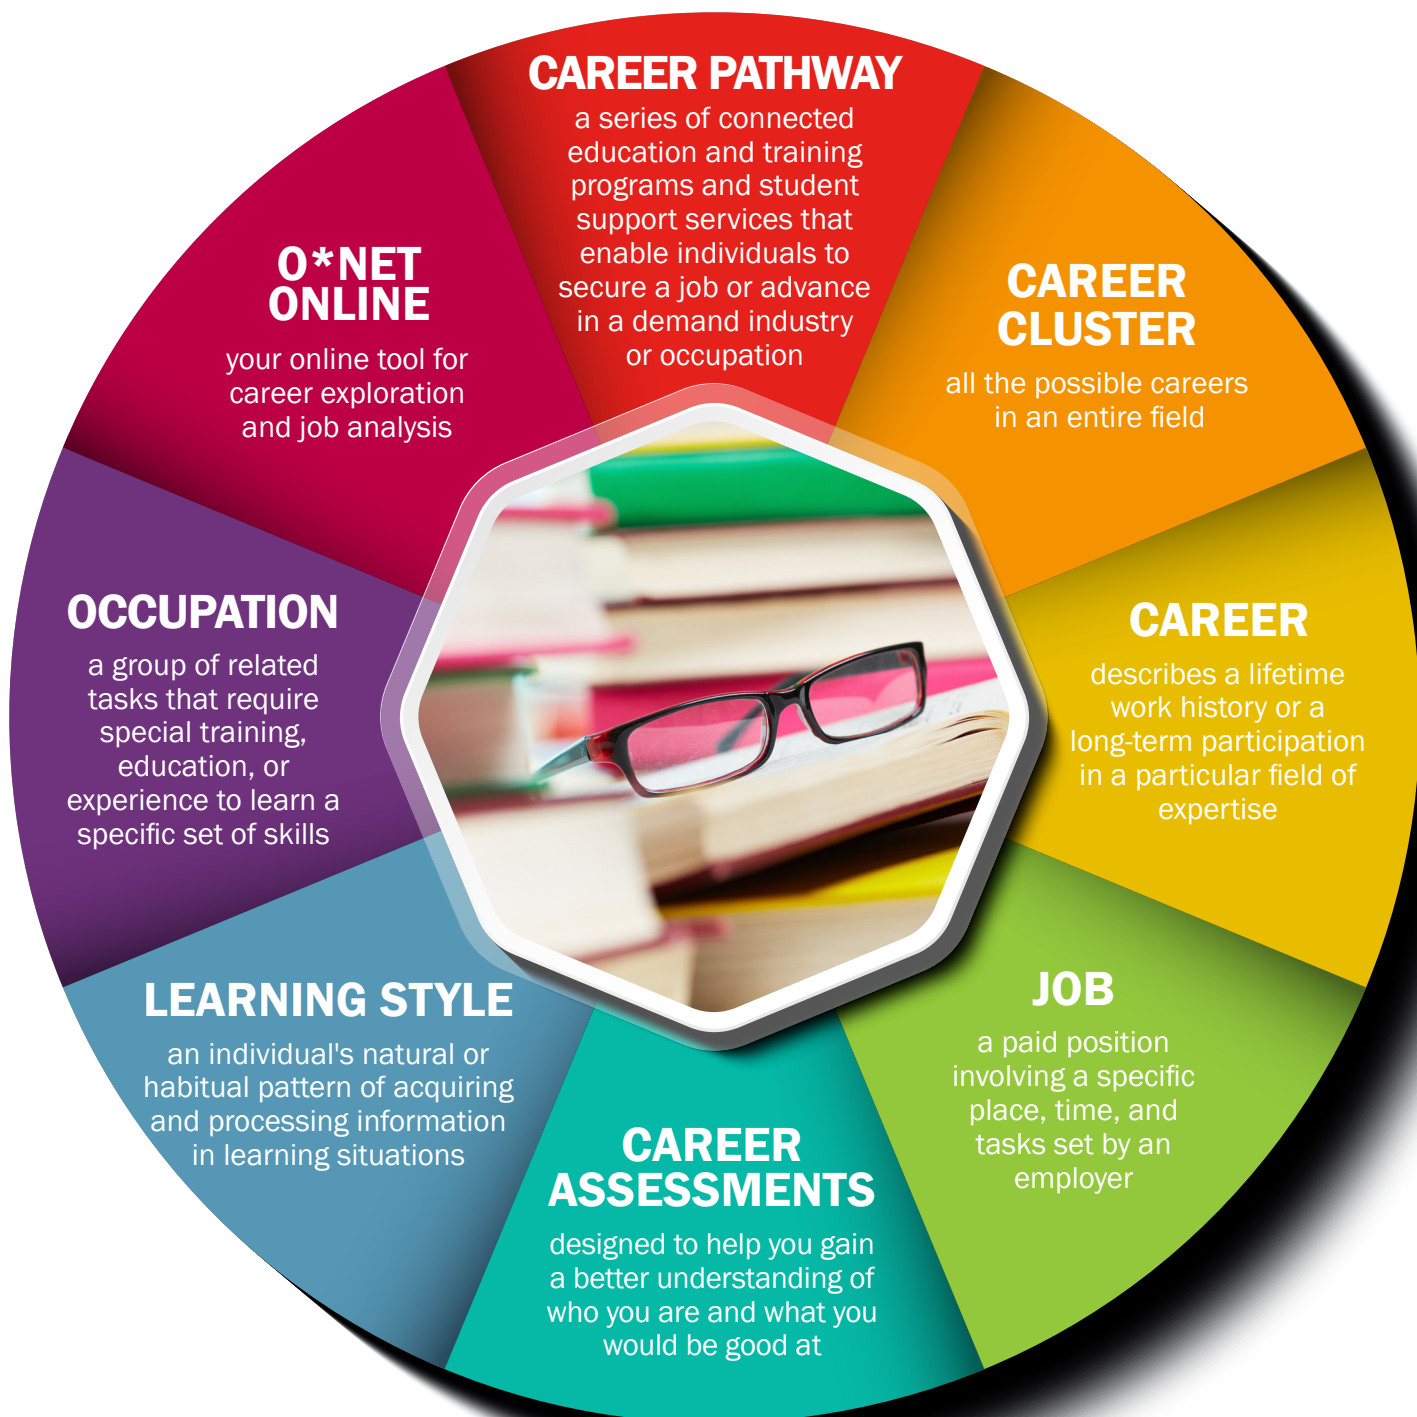 CAREER PATHWAY
a series of connected
education and training
programs and student
support services that
enable individuals to
secure a job or advance
in a demand industry
or occupation
CAREER
CLUSTER
all the possible careers
in an entire field
CAREER
describes a lifetime
work history or a
long-term participation
in a particular field of
expertise
JOB
a paid position
involving a specific
place, time, and
tasks set by an
employer
CAREER
ASSESSMENTS
designed to help you gain
a better understanding of
who you are and what you
would be good at
LEARNING STYLE
an individual's natural or
habitual pattern of acquiring
and processing information
in learning situations
OCCUPATION
a group of related
tasks that require
special training,
education, or
experience to learn a
specific set of skills
O*NET
ONLINE
your online tool for
career exploration
and job analysis